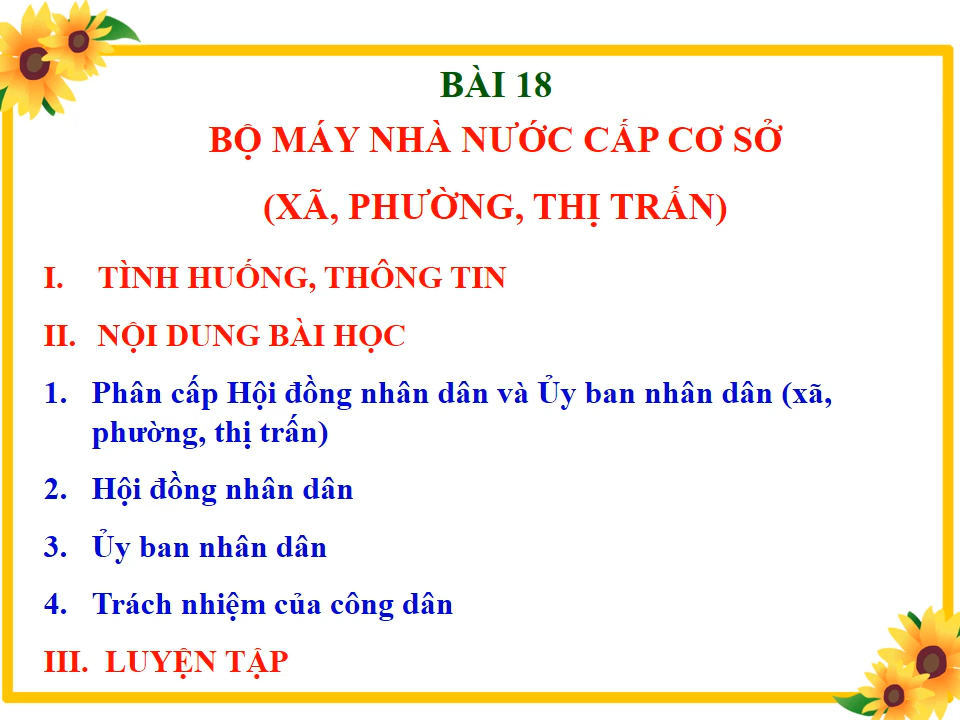 BÀI 18
BỘ MÁY NHÀ NƯỚC CẤP CƠ SỞ
(XÃ, PHƯỜNG, THỊ TRẤN)
I. TÌNH HUỐNG, THÔNG TIN
II. NỘI DUNG BÀI HỌC
1. Phân cấp Hội đồng nhân dân và Ủy ban nhân dân (xã,
phường, thị trấn)
2. Hội đồng nhân dân
3. Ủy ban nhân dân
4. Trách nhiệm của công dân
III. LUYỆN TẬP